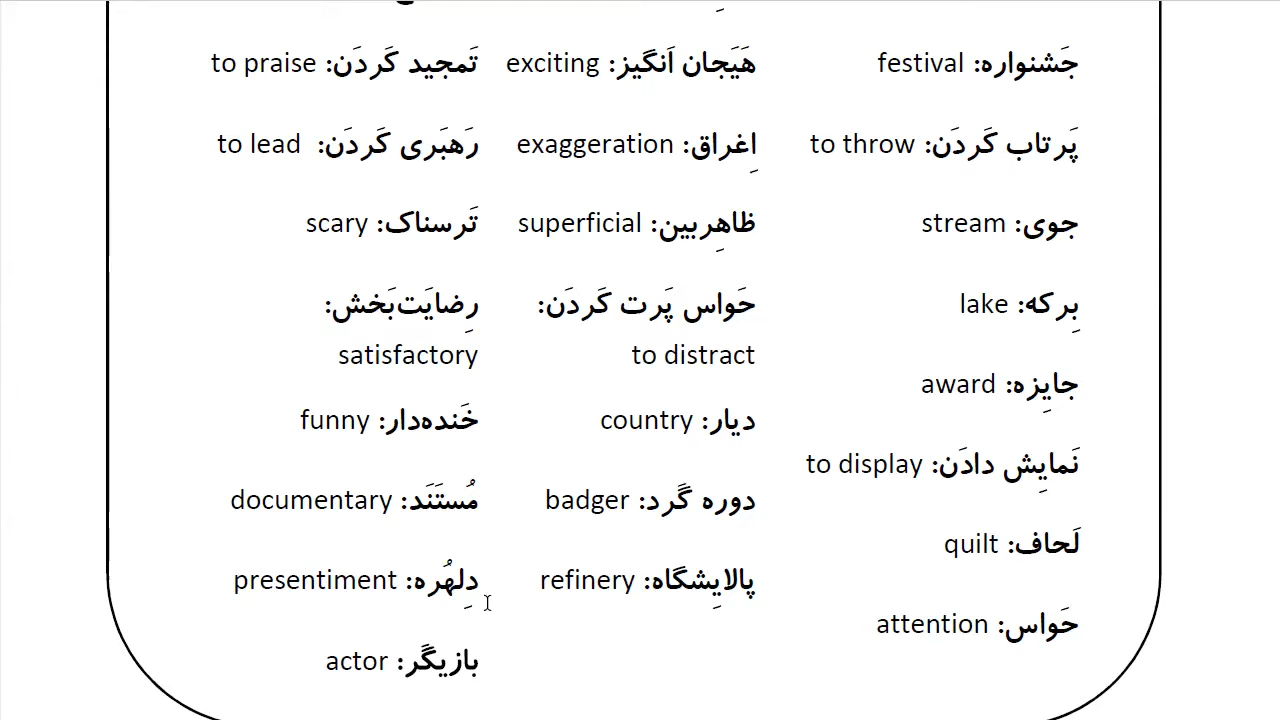 جَشنواره: festival
پَرتاب کَردَن: to throw
جوی: stream
بِرکه: lake
جایِزه: award
نَمایِش دادَن: to display
لَحاف: quilt
حَواس: attention
هَیَجان اَنگیز: exciting
اِغراق: exaggeration
ظاهِربین: superficial
حَواس پَرت کَردَن:
to distract
دیار: country
دوره گَرد: badger
پالایِشگاه: refinery
تَمجید کَردَن: to praise
رَهبَری کَردَن: to lead
تَرسناک: scary
رِضایَت‌بَخش:
satisfactory
خَنده‌دار: funny
مُستَنَد: documentary
دِلهُره: presentiment
بازیگَر: actor